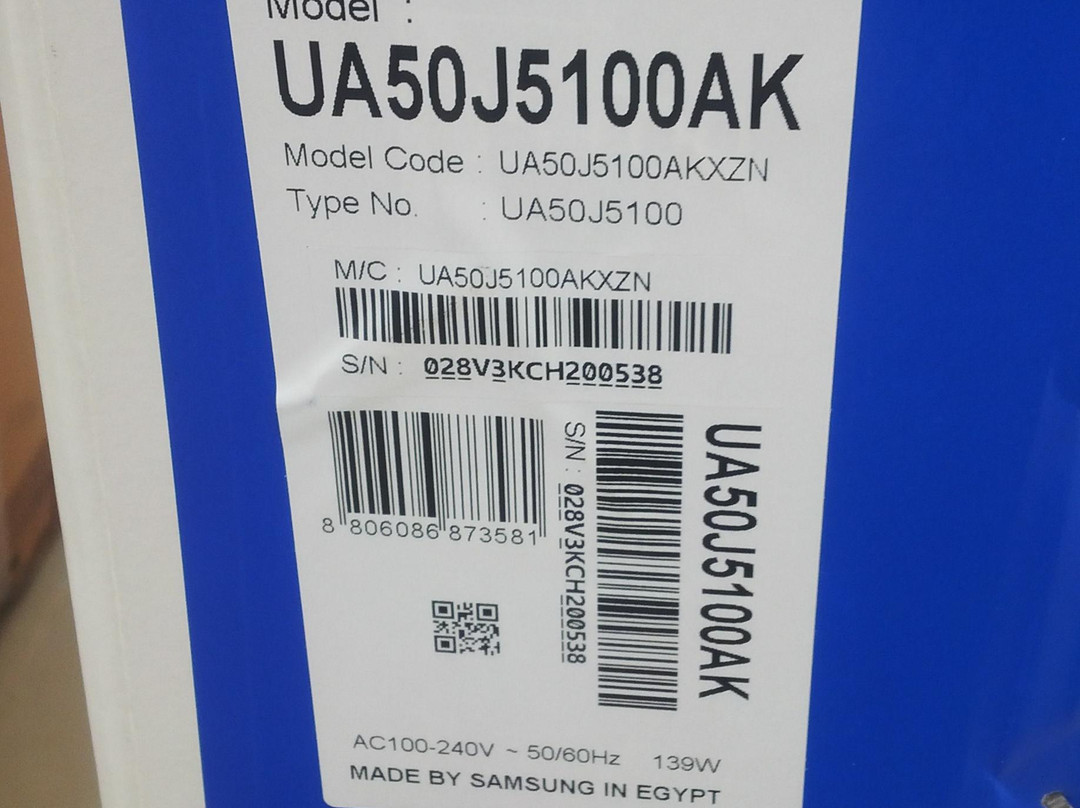 Model :
UA50J5100AK
Model Code : UA50J5100AKXZN
Type No. : UA50J5100
M/C : UA50J5100AKXZN
S/N : 028V3KCH200538
8 806086 873581
S/N : 028V3KCH200538
UA50J5100AK
AC100-240V ~ 50/60Hz 139W
MADE BY SAMSUNG IN EGYPT